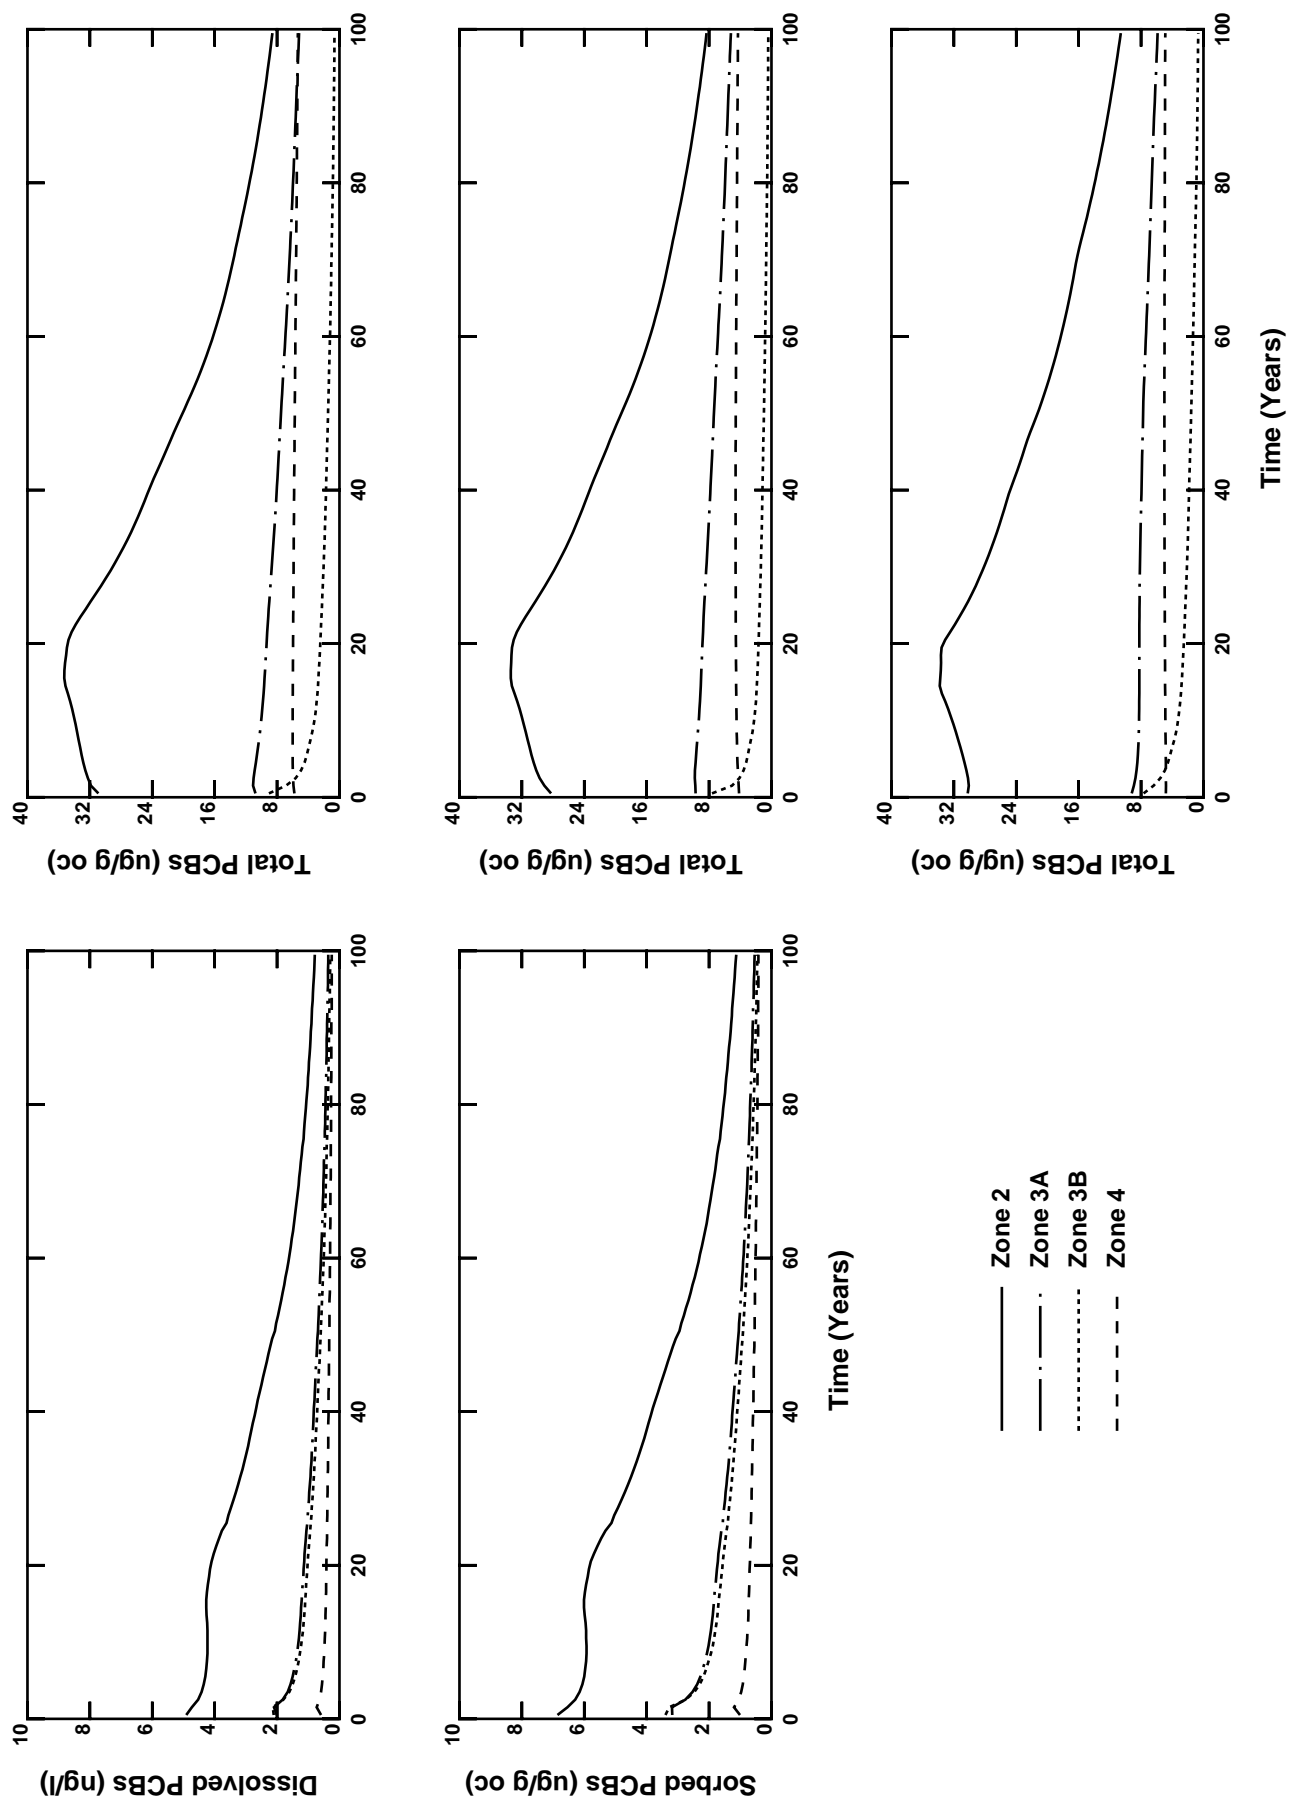 Dissolved PCBs (ng/l)
10
8
6
4
2
0
0 20 40 60 80 100
Total PCBs (ug/g oc)
40
32
24
16
8
0
0 20 40 60 80 100
Sorbed PCBs (ug/g oc)
10
8
6
4
2
0
0 20 40 60 80 100
Time (Years)
Total PCBs (ug/g oc)
40
32
24
16
8
0
0 20 40 60 80 100
Zone 2
Zone 3A
Zone 3B
Zone 4
Total PCBs (ug/g oc)
40
32
24
16
8
0
0 20 40 60 80 100
Time (Years)